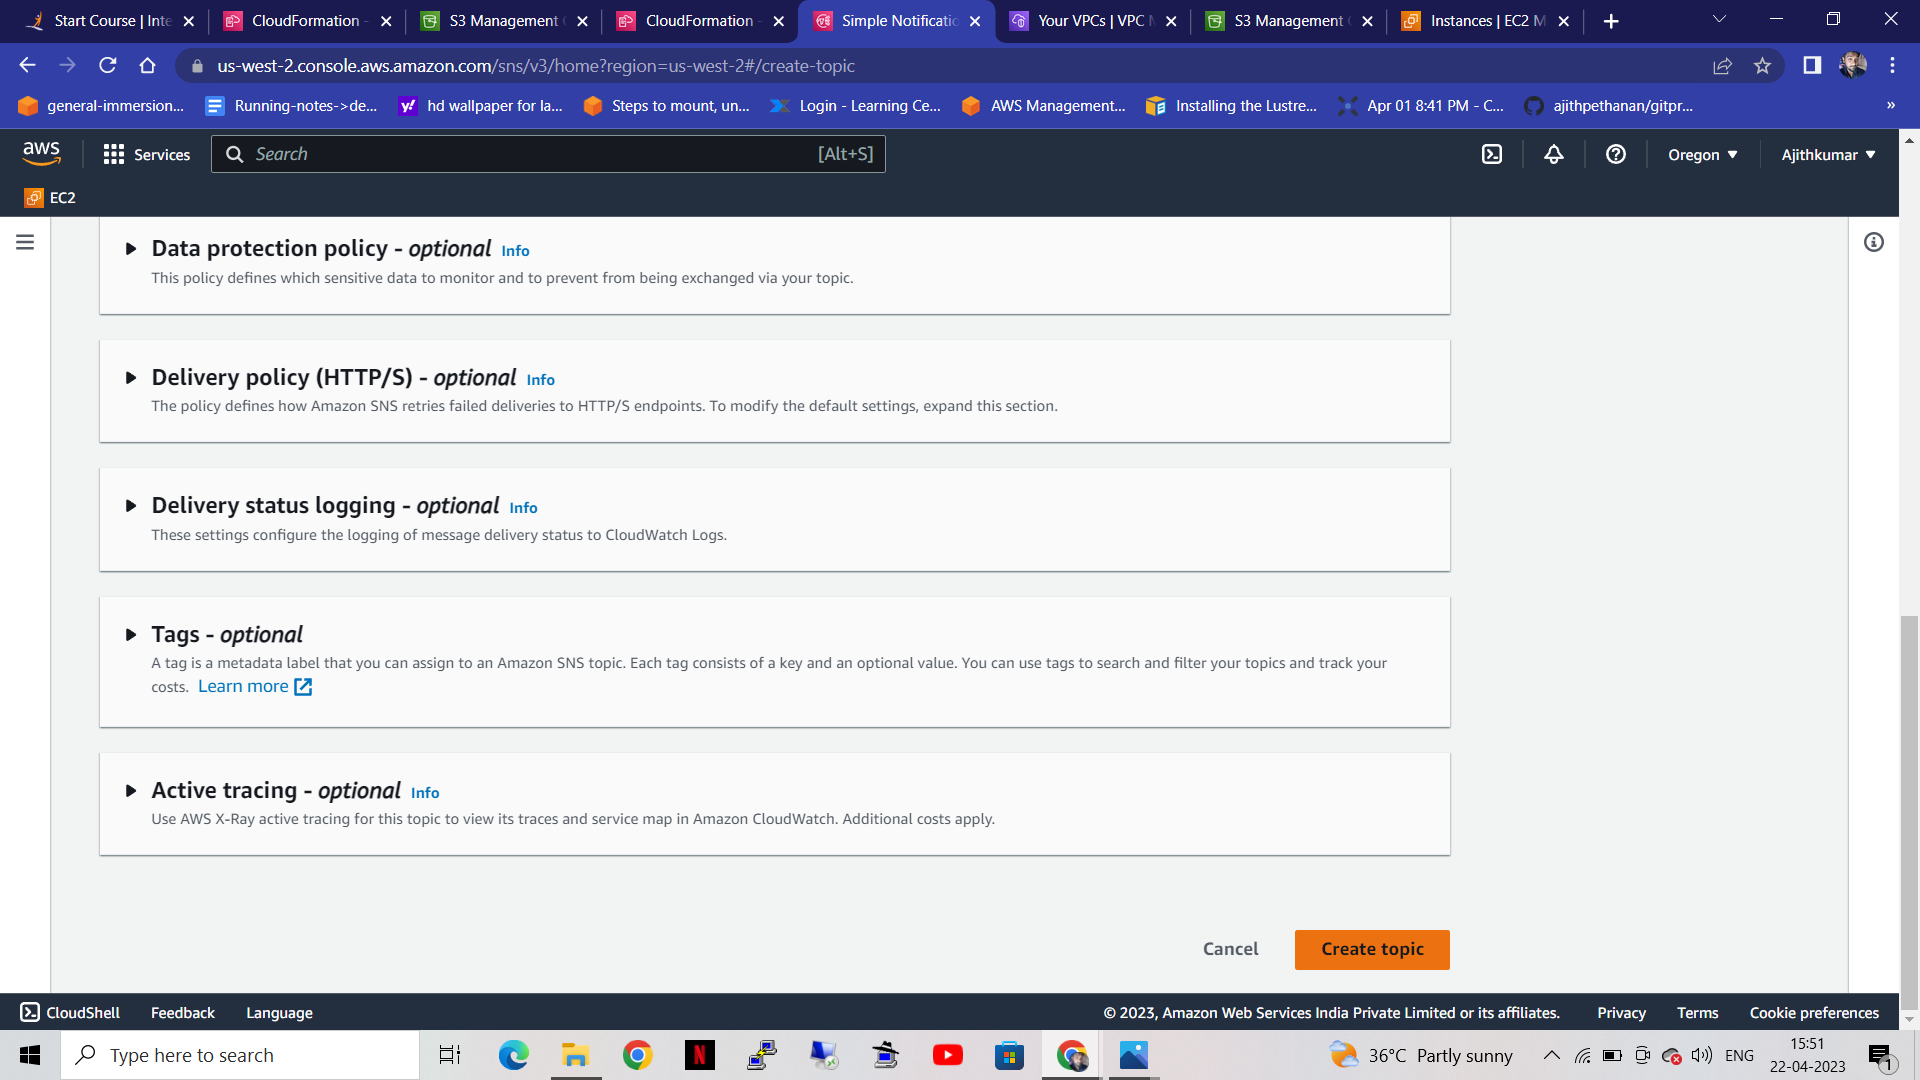 Start Course | Inte
CloudFormation -
S3 Management C
CloudFormation -
Simple Notificatio
Your VPCs | VPC M
S3 Management C
Instances | EC2 M
us-west-2.console.aws.amazon.com/sns/v3/home?region=us-west-2#/create-topic
general-immersion...
Running-notes->de...
hd wallpaper for la...
Steps to mount, un...
Login - Learning Ce...
AWS Management...
Installing the Lustre...
Apr 01 8:41 PM - C...
ajithpethanan/gitpr...
»
aws
Services
Search
[Alt+S]
Oregon
Ajithkumar
EC2
Data protection policy - optional Info
This policy defines which sensitive data to monitor and to prevent from being exchanged via your topic.
Delivery policy (HTTP/S) - optional Info
The policy defines how Amazon SNS retries failed deliveries to HTTP/S endpoints. To modify the default settings, expand this section.
Delivery status logging - optional Info
These settings configure the logging of message delivery status to CloudWatch Logs.
Tags - optional
A tag is a metadata label that you can assign to an Amazon SNS topic. Each tag consists of a key and an optional value. You can use tags to search and filter your topics and track your
costs. Learn more
Active tracing - optional Info
Use AWS X-Ray active tracing for this topic to view its traces and service map in Amazon CloudWatch. Additional costs apply.
Cancel
Create topic
CloudShell
Feedback
Language
© 2023, Amazon Web Services India Private Limited or its affiliates.
Privacy
Terms
Cookie preferences
Type here to search
N
36°C Partly sunny
ENG
15:51
22-04-2023
1